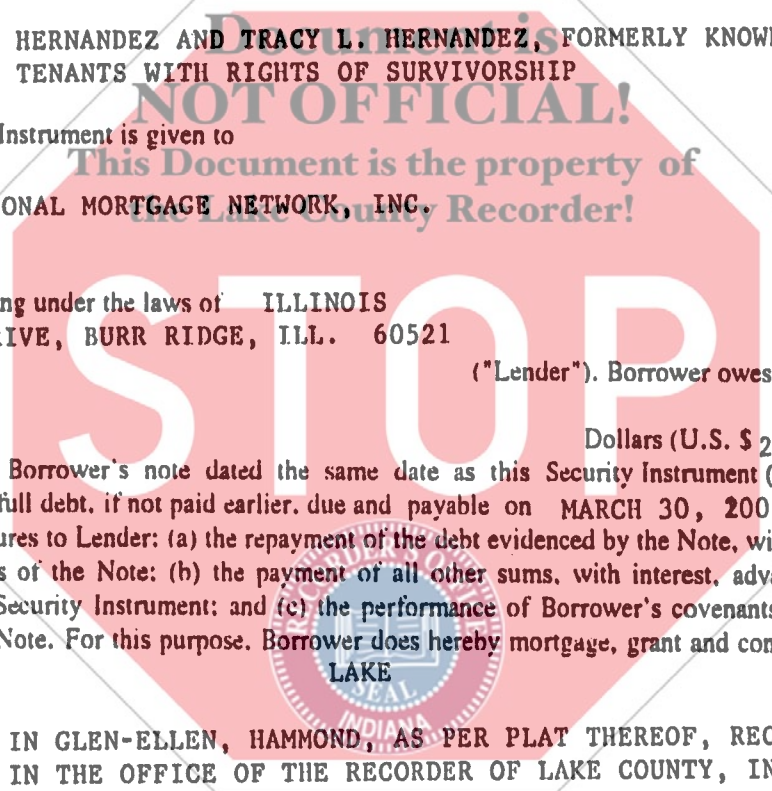 Document is
HERNANDEZ AND TRACY L. HERNANDEZ, FORMERLY KNOWN
TENANTS WITH RIGHTS OF SURVIVORSHIP
NOT OFFICIAL!
Instrument is given to
This Document is the property of
ONAL MORTGAGE NETWORK, INC.
the Lake County Recorder!
ng under the laws of ILLINOIS
RIVE, BURR RIDGE, ILL. 60521
STOP
("Lender"). Borrower owes
Dollars (U.S. $ 2
Borrower's note dated the same date as this Security Instrument (
full debt, if not paid earlier, due and payable on MARCH 30, 200
ures to Lender: (a) the repayment of the debt evidenced by the Note, wi
s of the Note; (b) the payment of all other sums, with interest, adva
Security Instrument; and (c) the performance of Borrower's covenants
Note. For this purpose, Borrower does hereby mortgage, grant and con
LAKE
RECORDER'S OFFICE
SEAL
INDIANA
IN GLEN-ELLEN, HAMMOND, AS PER PLAT THEREOF, REC
IN THE OFFICE OF THE RECORDER OF LAKE COUNTY, IN